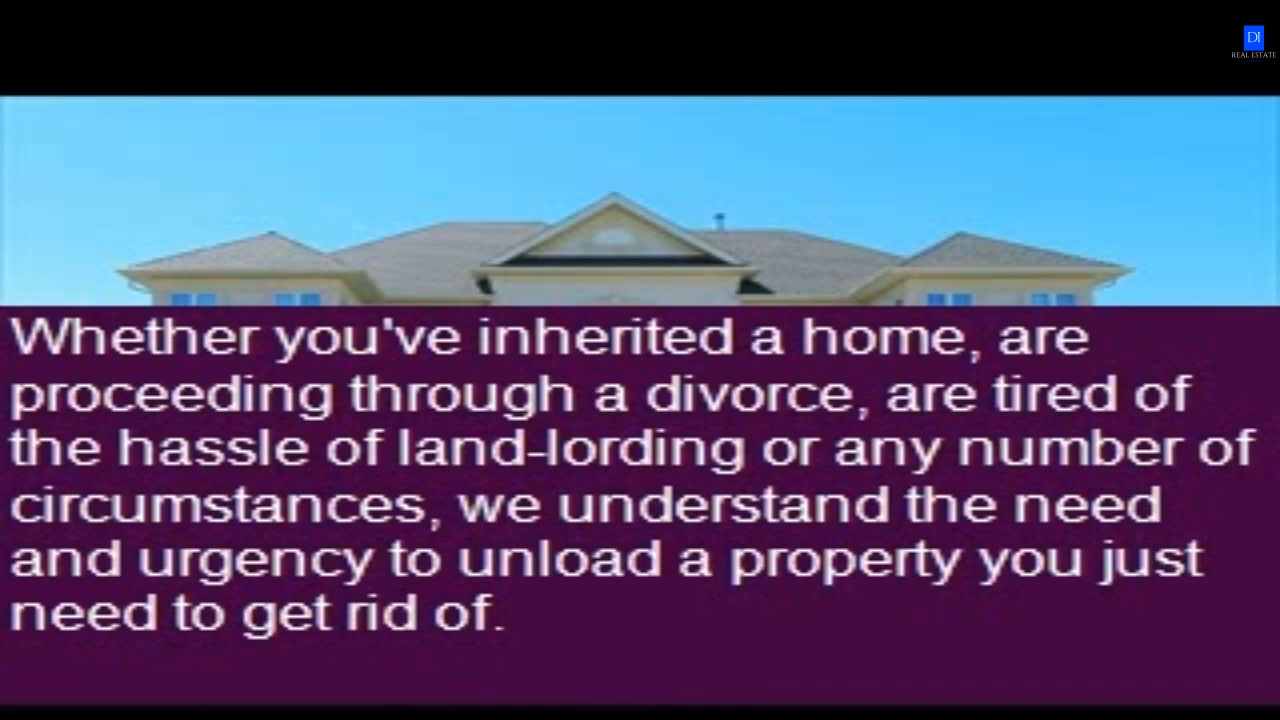 DI
REAL ESTATE
Whether you've inherited a home, are
proceeding through a divorce, are tired of
the hassle of land-lording or any number of
circumstances, we understand the need
and urgency to unload a property you just
need to get rid of.